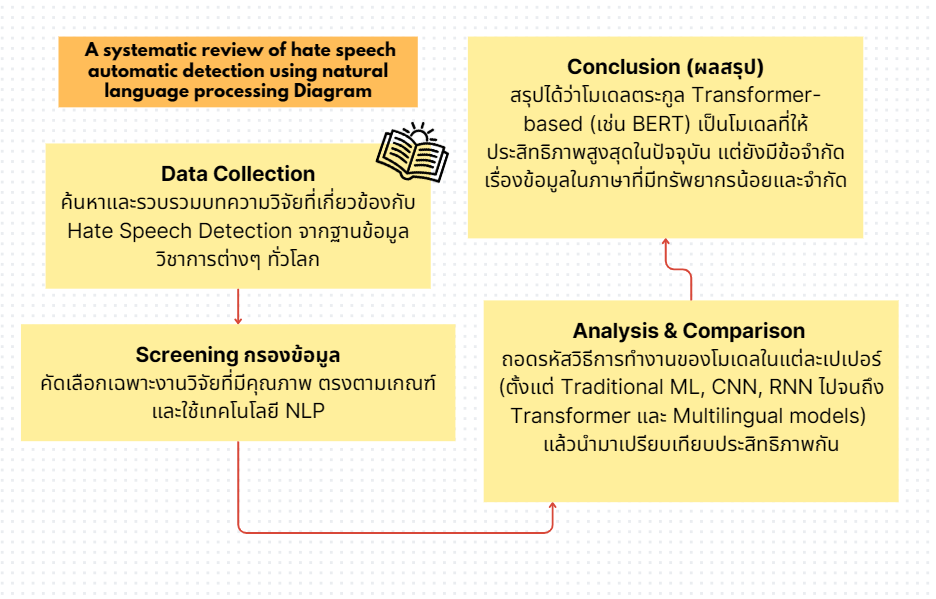 A systematic review of hate speech
automatic detection using natural
language processing Diagram
Data Collection
ค้นหาและรวบรวมบทความวิจัยที่เกี่ยวข้องกับ
Hate Speech Detection จากฐานข้อมูล
วิชาการต่างๆ ทั่วโลก
Screening กรองข้อมูล
คัดเลือกเฉพาะงานวิจัยที่มีคุณภาพ ตรงตามเกณฑ์
และใช้เทคโนโลยี NLP
Analysis & Comparison
ถอดรหัสวิธีการทำงานของโมเดลในแต่ละเปเปอร์
(ตั้งแต่ Traditional ML, CNN, RNN ไปจนถึง
Transformer และ Multilingual models)
แล้วนำมาเปรียบเทียบประสิทธิภาพกัน
Conclusion (ผลสรุป)
สรุปได้ว่าโมเดลตระกูล Transformer-
based (เช่น BERT) เป็นโมเดลที่ให้
ประสิทธิภาพสูงสุดในปัจจุบัน แต่ยังมีข้อจำกัด
เรื่องข้อมูลในภาษาที่มีทรัพยากรน้อยและจำกัด